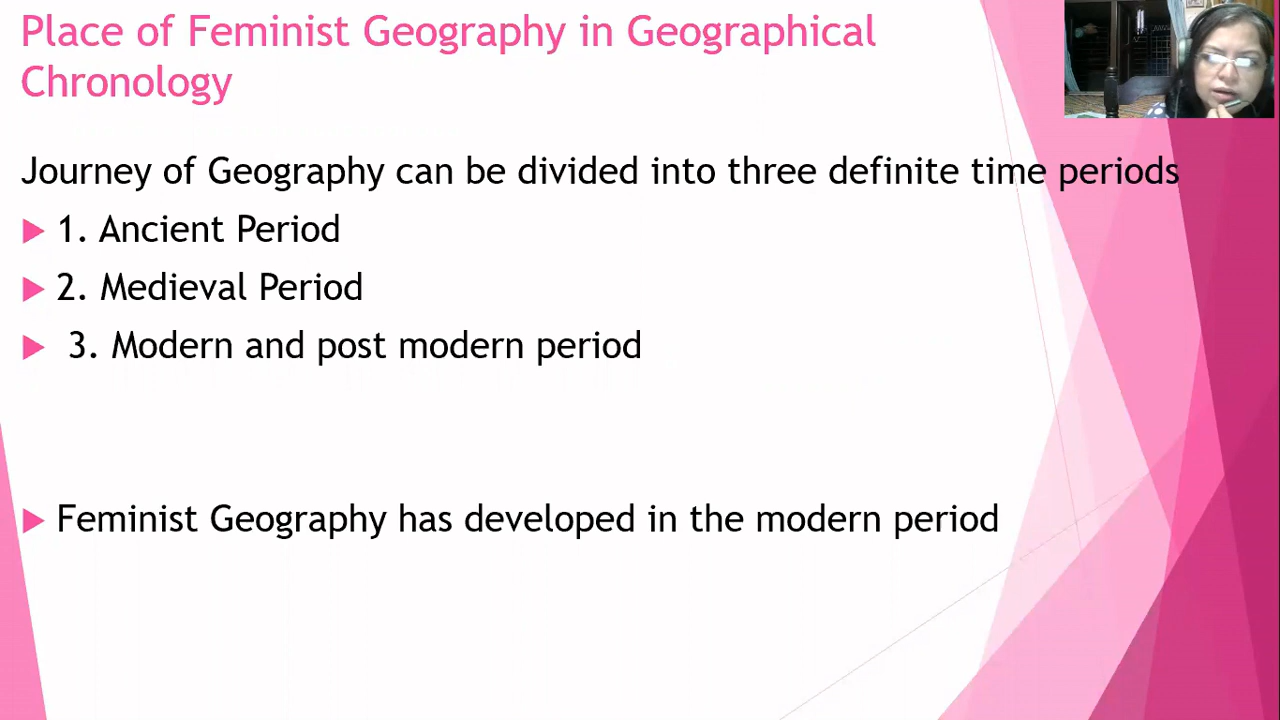 Place of Feminist Geography in Geographical
Chronology
Journey of Geography can be divided into three definite time periods
1. Ancient Period
2. Medieval Period
3. Modern and post modern period
Feminist Geography has developed in the modern period